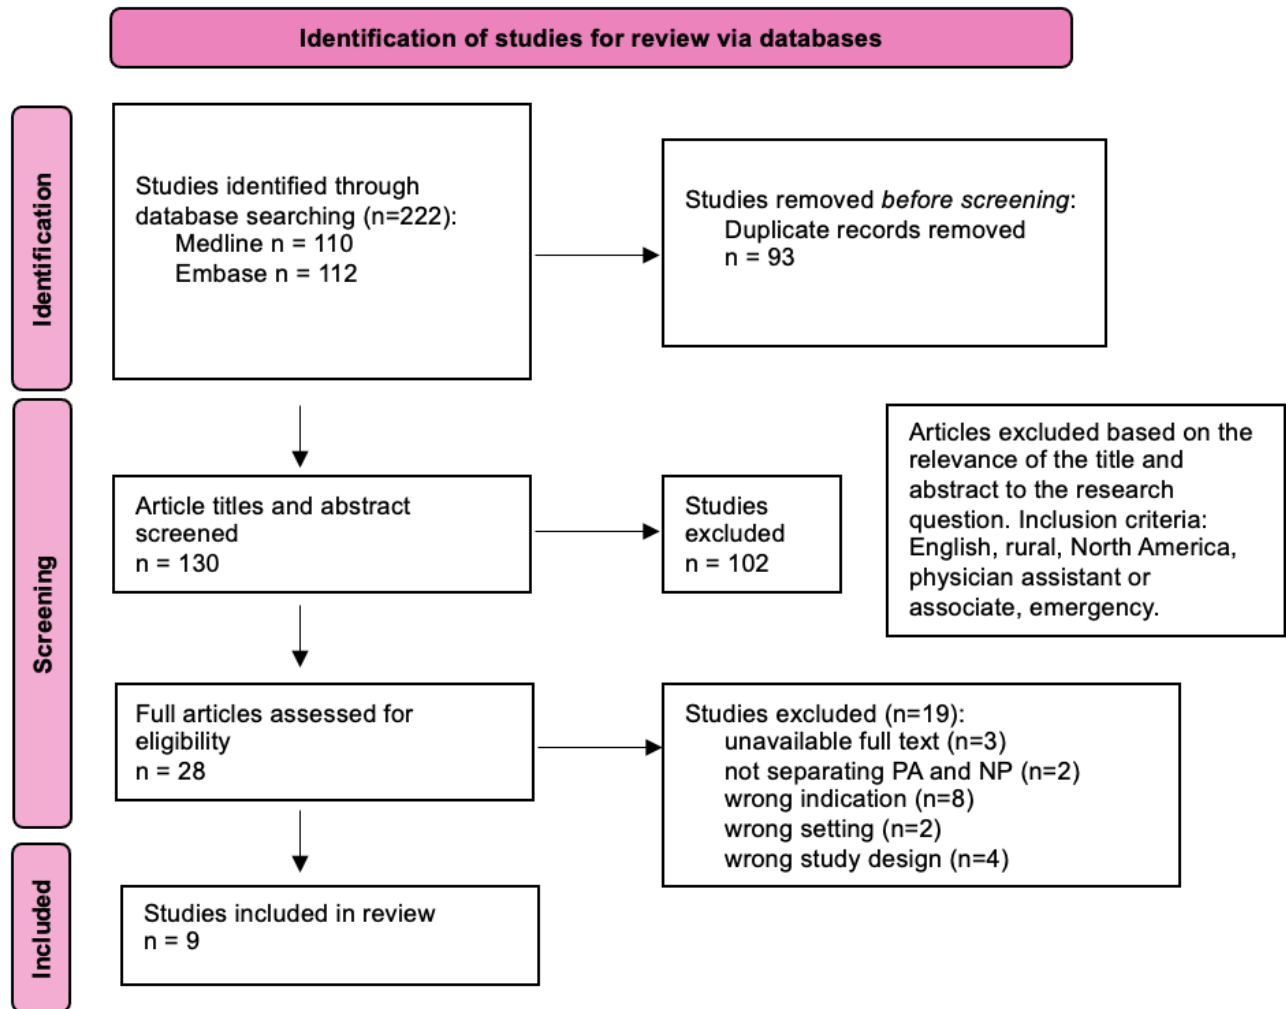 Identification of studies for review via databases
Identification
Studies identified through
database searching (n=222):
Medline n = 110
Embase n = 112
Studies removed before screening:
Duplicate records removed
n = 93
Screening
Article titles and abstract
screened
n = 130
Studies
excluded
n = 102
Articles excluded based on the
relevance of the title and
abstract to the research
question. Inclusion criteria:
English, rural, North America,
physician assistant or
associate, emergency.
Full articles assessed for
eligibility
n = 28
Studies excluded (n=19):
unavailable full text (n=3)
not separating PA and NP (n=2)
wrong indication (n=8)
wrong setting (n=2)
wrong study design (n=4)
Included
Studies included in review
n = 9